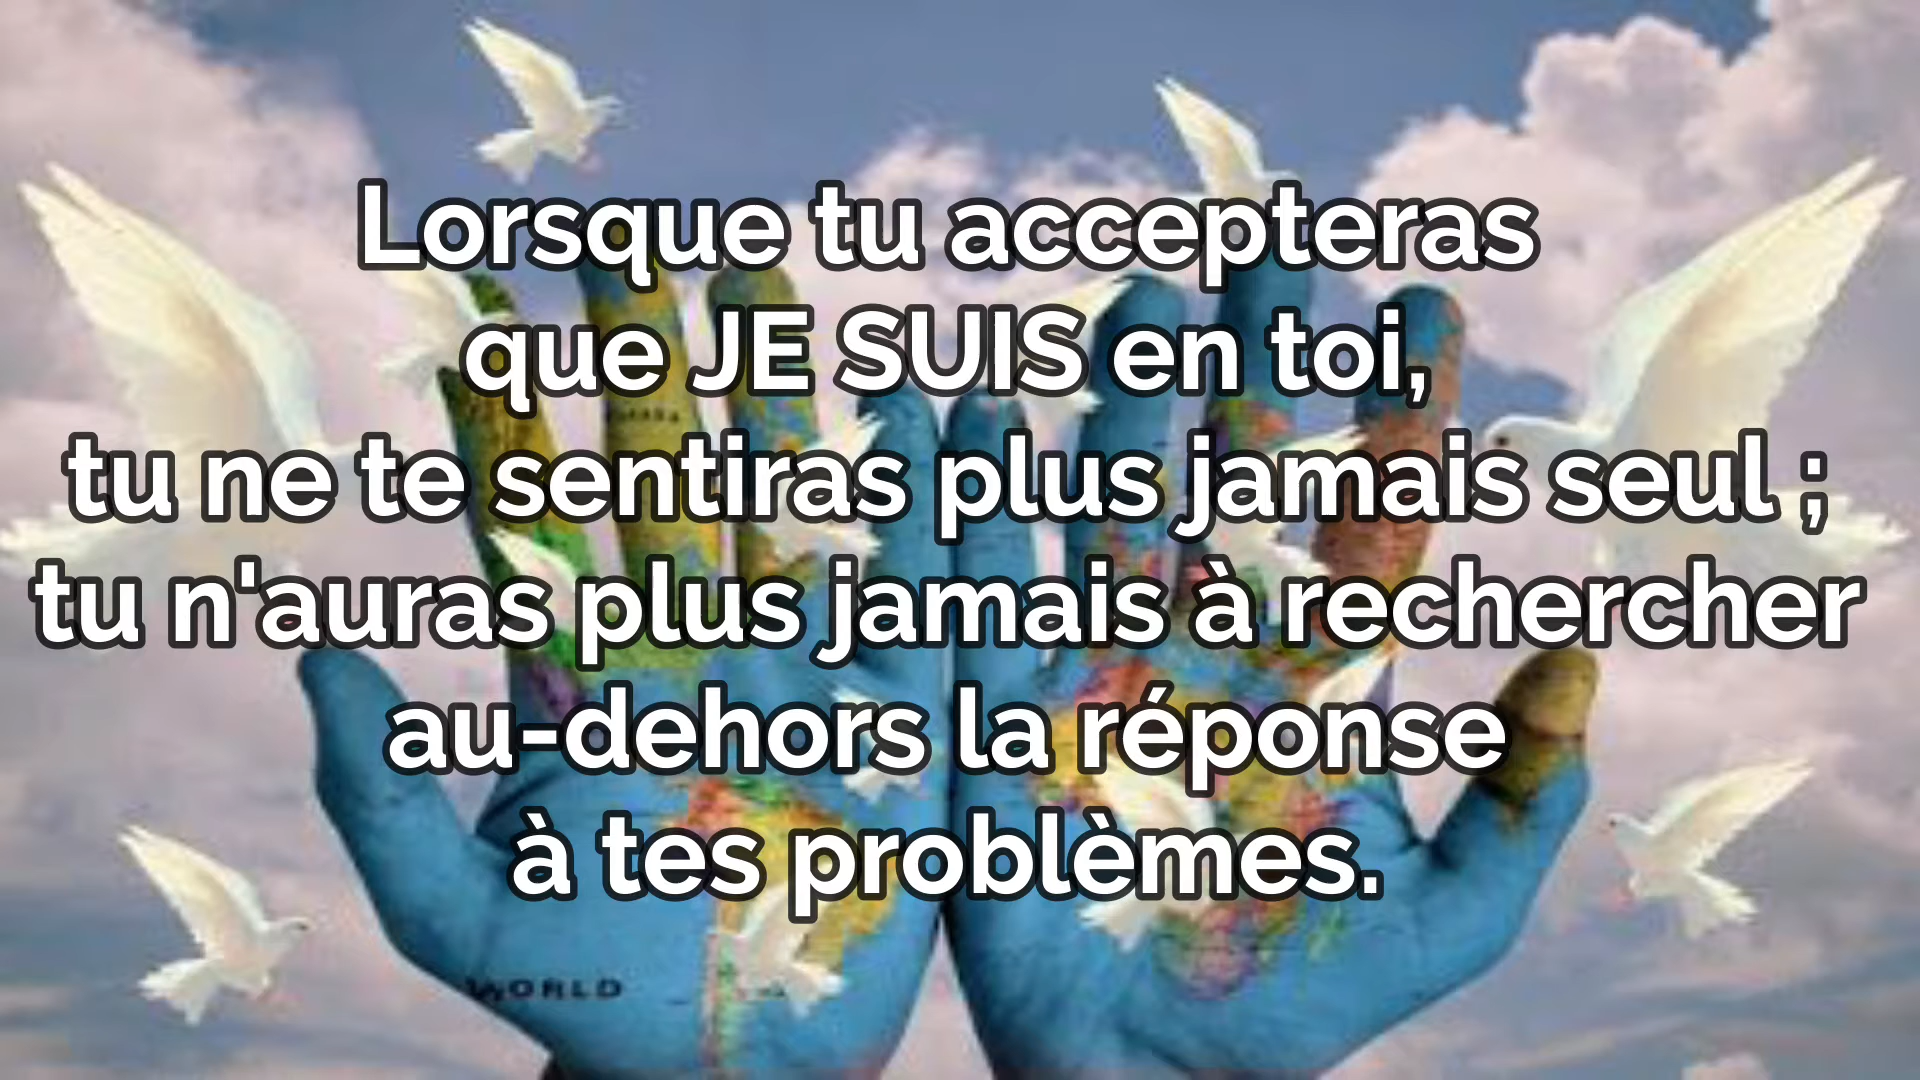 Lorsque tu accepteras
que JE SUIS en toi,
tu ne te sentiras plus jamais seul ;
tu n'auras plus jamais à rechercher
au-dehors la réponse
à tes problèmes.
WORLD